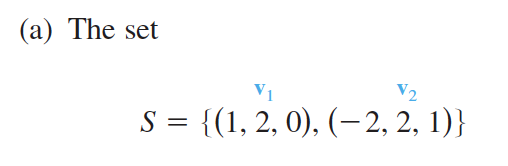 (a) The set
v₁ v₂
S = {(1, 2, 0), (−2, 2, 1)}